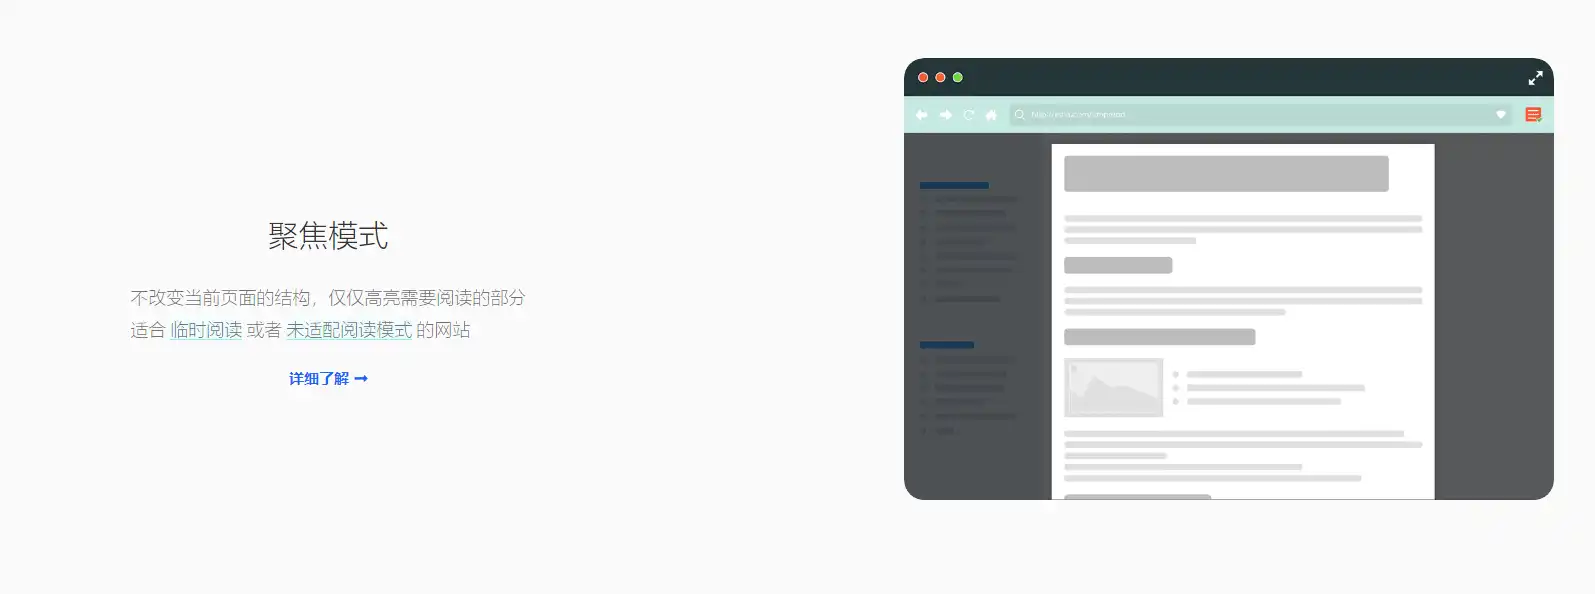 聚焦模式
不改变当前页面的结构，仅仅高亮需要阅读的部分
适合 临时阅读 或者 未适配阅读模式 的网站
详细了解 ➞